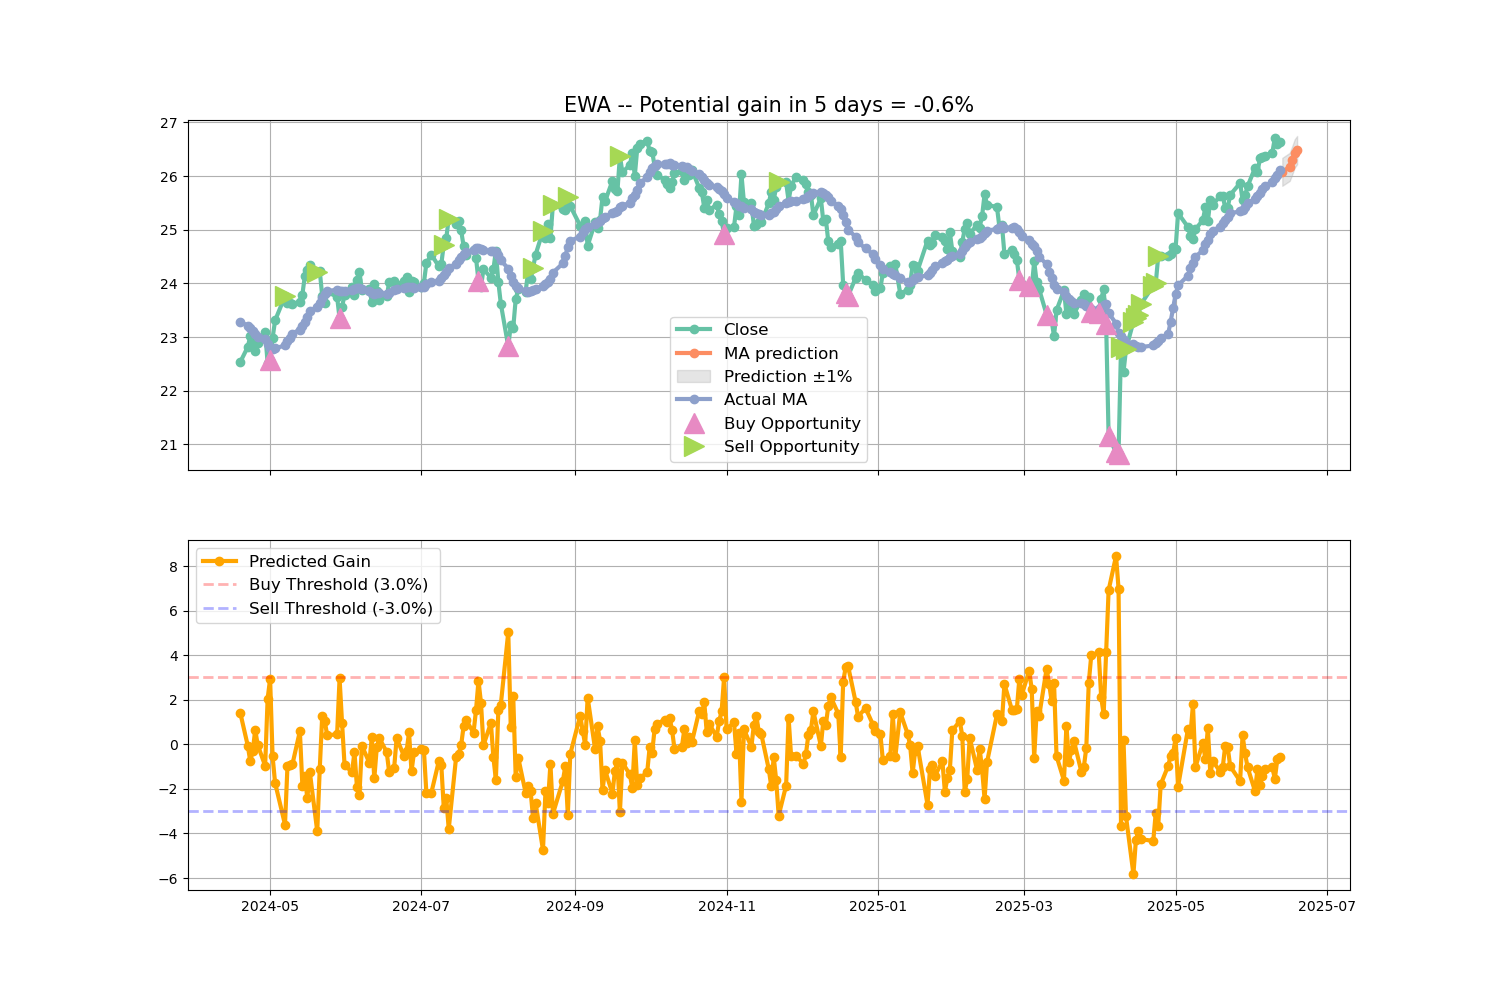 EWA -- Potential gain in 5 days = -0.6%
27
26
25
24
23
22
21
Close
MA prediction
Prediction ±1%
Actual MA
Buy Opportunity
Sell Opportunity
Predicted Gain
Buy Threshold (3.0%)
Sell Threshold (-3.0%)
8
6
4
2
0
−2
−4
−6
2024-05 2024-07 2024-09 2024-11 2025-01 2025-03 2025-05 2025-07